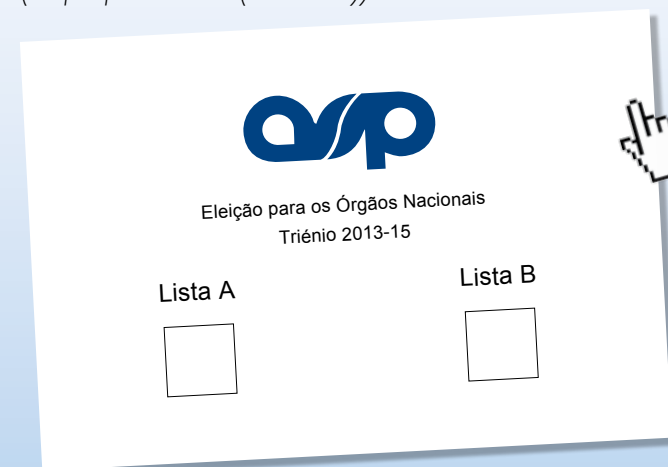 asp
Eleição para os Órgãos Nacionais
Triénio 2013-15
Lista A
Lista B